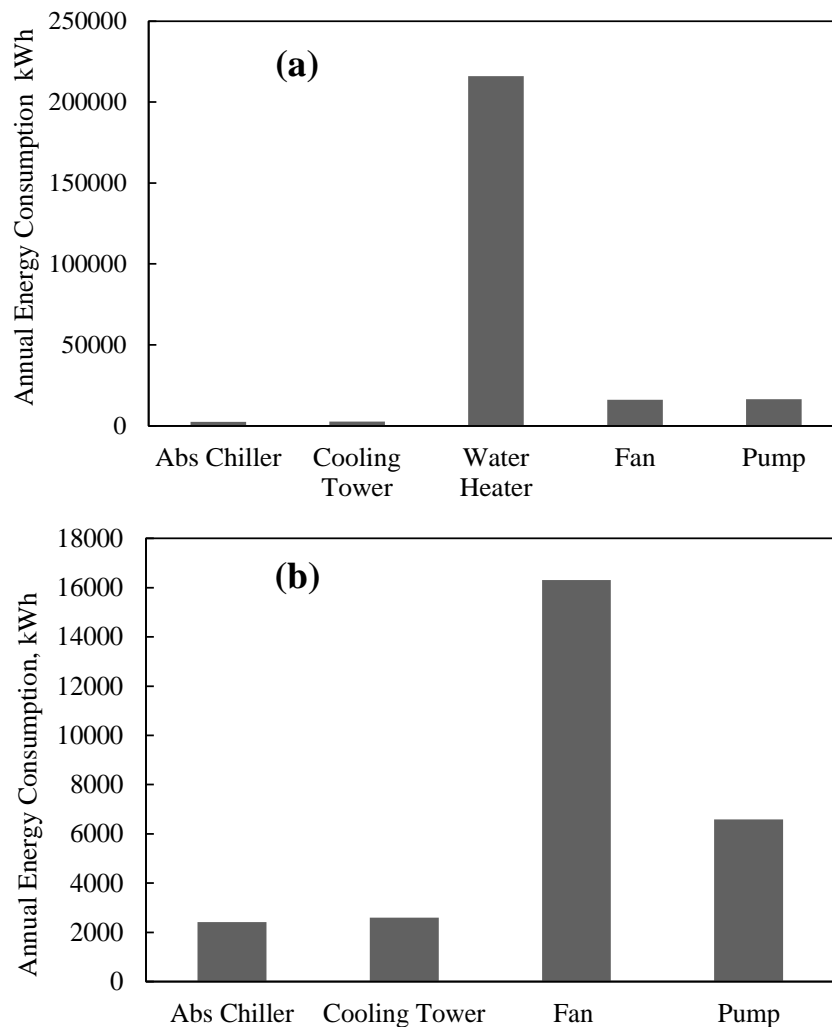 Annual Energy Consumption  kWh
250000
200000
150000
100000
50000
0
(a)
Abs Chiller
Cooling
Tower
Water
Heater
Fan
Pump
Annual Energy Consumption, kWh
18000
16000
14000
12000
10000
8000
6000
4000
2000
0
(b)
Abs Chiller
Cooling Tower
Fan
Pump